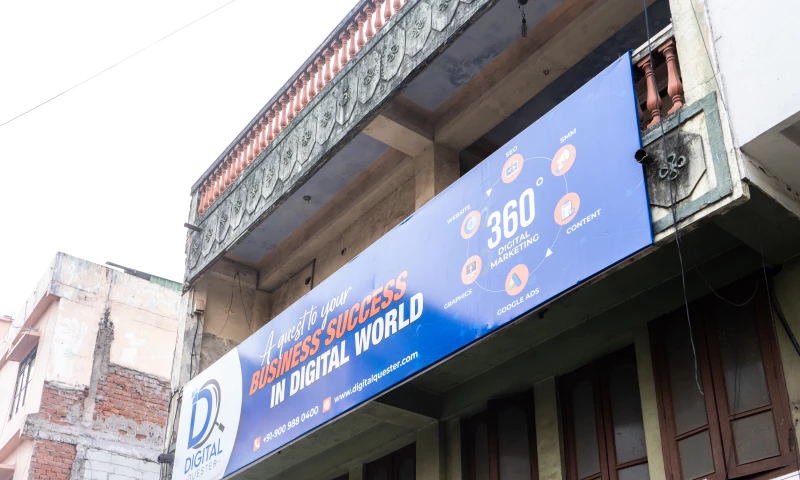 DIGITAL
QUESTER
A quest to your
BUSINESS SUCCESS
IN DIGITAL WORLD
+91-900 988 0400
www.digitalquester.com
360°
DIGITAL
MARKETING
WEBSITE
SEO
SMM
CONTENT
GOOGLE ADS
GRAPHICS